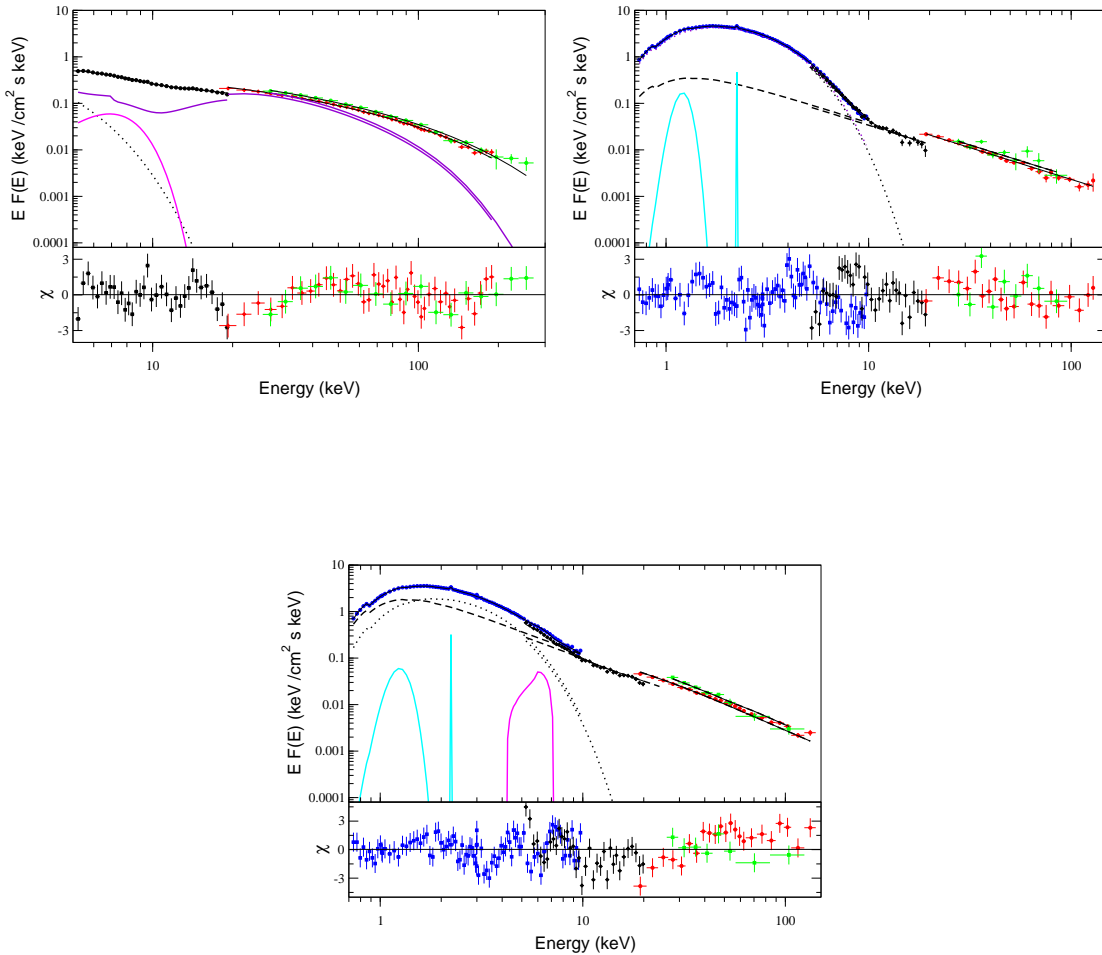 10
1
0.1
0.01
0.001
0.0001
E F(E) (keV /cm² s keV)
3
0
-3
χ
10 100
Energy (keV)
10
1
0.1
0.01
0.001
0.0001
E F(E) (keV /cm² s keV)
3
0
-3
χ
1 10 100
Energy (keV)
10
1
0.1
0.01
0.001
0.0001
E F(E) (keV /cm² s keV)
3
0
-3
χ
1 10 100
Energy (keV)